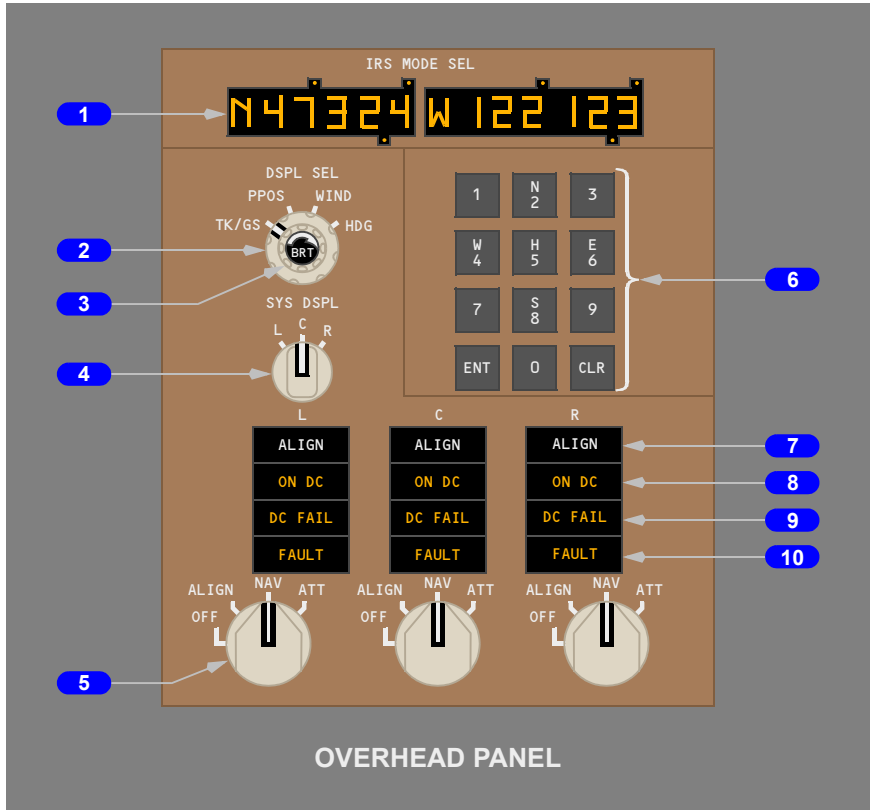 IRS MODE SEL
N47324 W122123
1
DSPL SEL
PPOS WIND
TK/GS HDG
BRT
2
3
SYS DSPL
L C R
4
1 N 2 3
W 4 H 5 E 6
7 S 8 9
ENT 0 CLR
6
L C R
ALIGN ALIGN ALIGN
7
ON DC ON DC ON DC
8
DC FAIL DC FAIL DC FAIL
9
FAULT FAULT FAULT
10
ALIGN NAV ATT ALIGN NAV ATT ALIGN NAV ATT
OFF OFF OFF
5
OVERHEAD PANEL